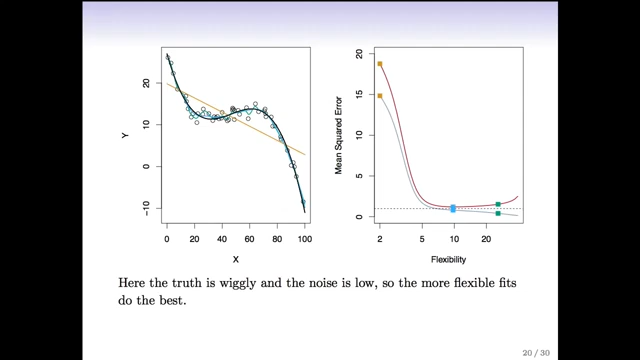 20
10
0
−10
Y
0 20 40 60 80 100
X
20
15
10
5
0
Mean Squared Error
2 5 10 20
Flexibility
Here the truth is wiggly and the noise is low, so the more flexible fits
do the best.
20 / 30